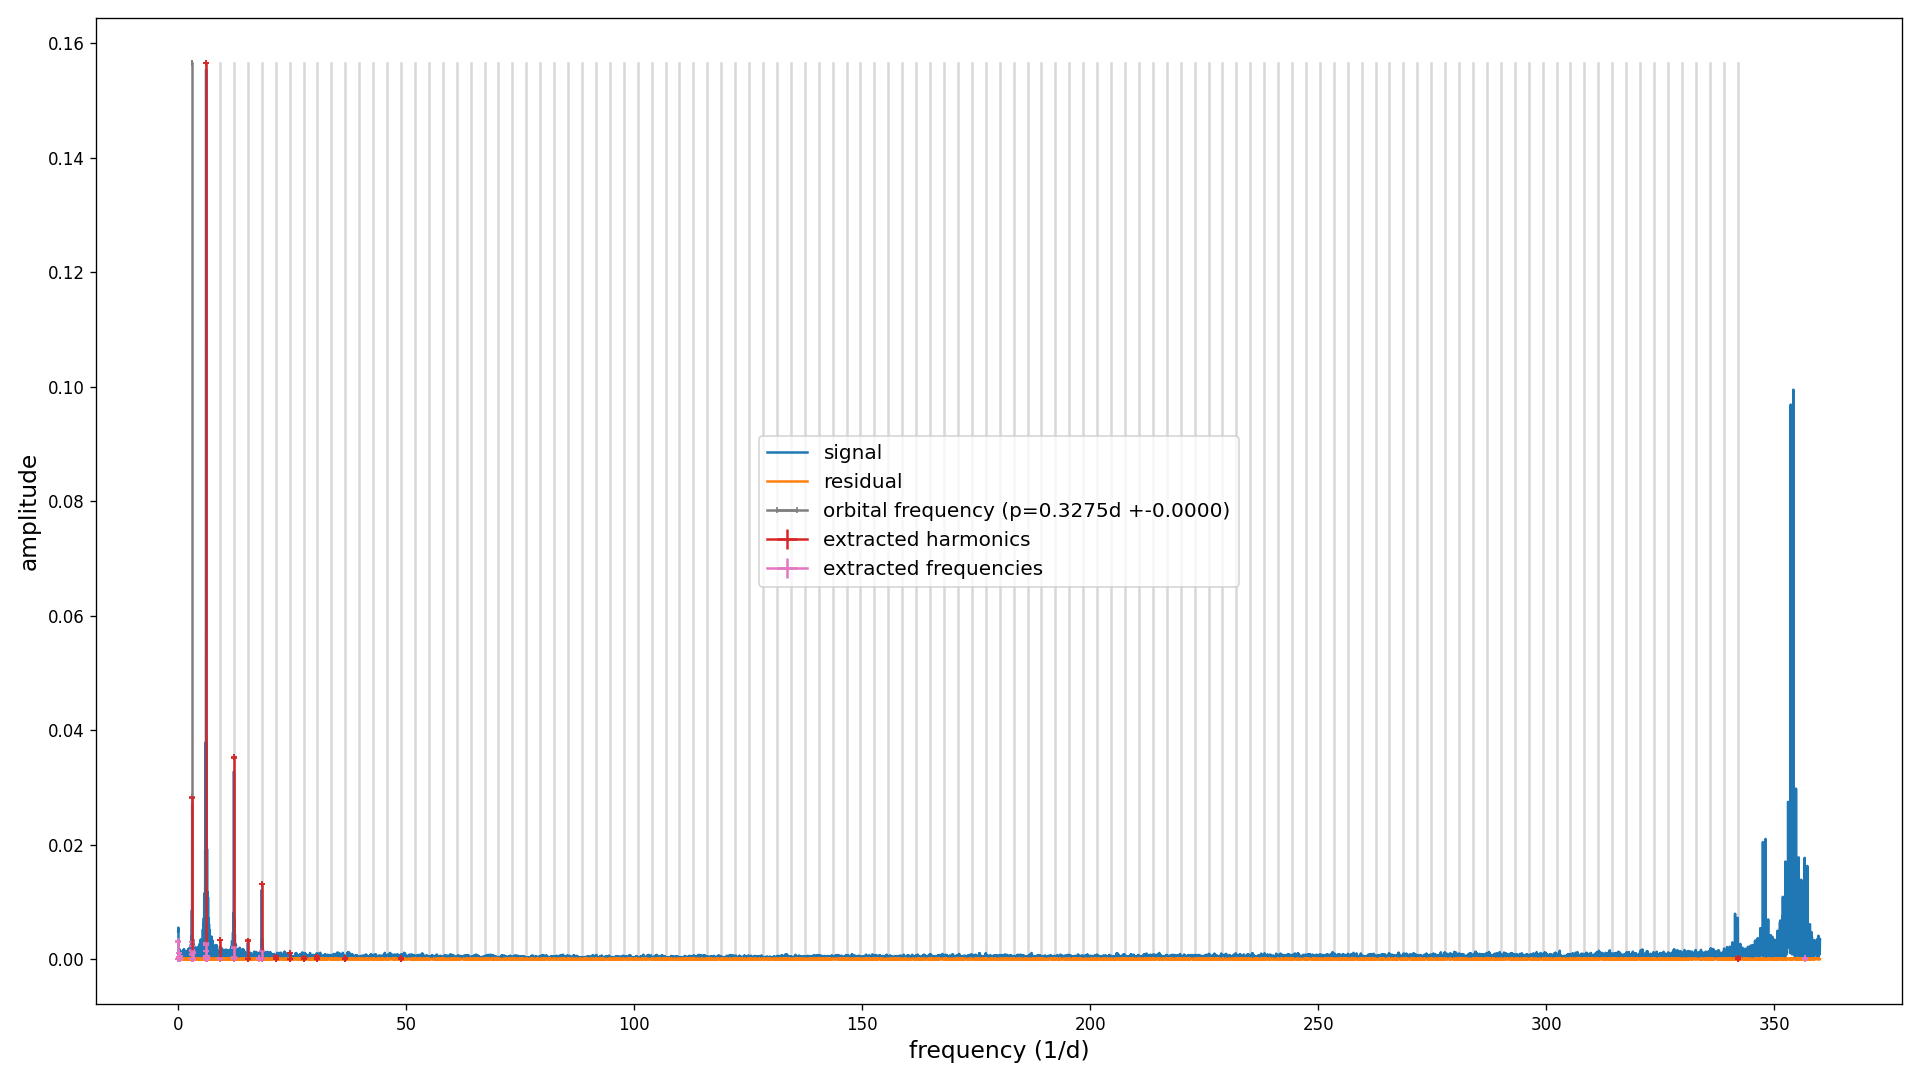 0.16
0.14
0.12
0.10
0.08
0.06
0.04
0.02
0.00
amplitude
signal
residual
orbital frequency (p=0.3275d +-0.0000)
extracted harmonics
extracted frequencies
0 50 100 150 200 250 300 350
frequency (1/d)